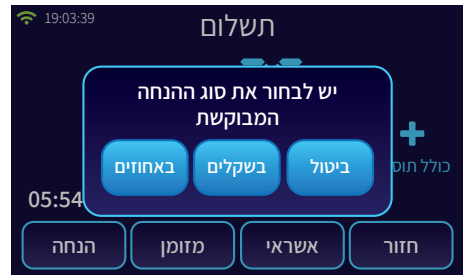 19:03:39
תשלום
יש לבחור את סוג ההנחה
המבוקשת
ביטול
בשקלים
באחוזים
כולל
05:54
חזור
אשראי
מזומן
הנחה